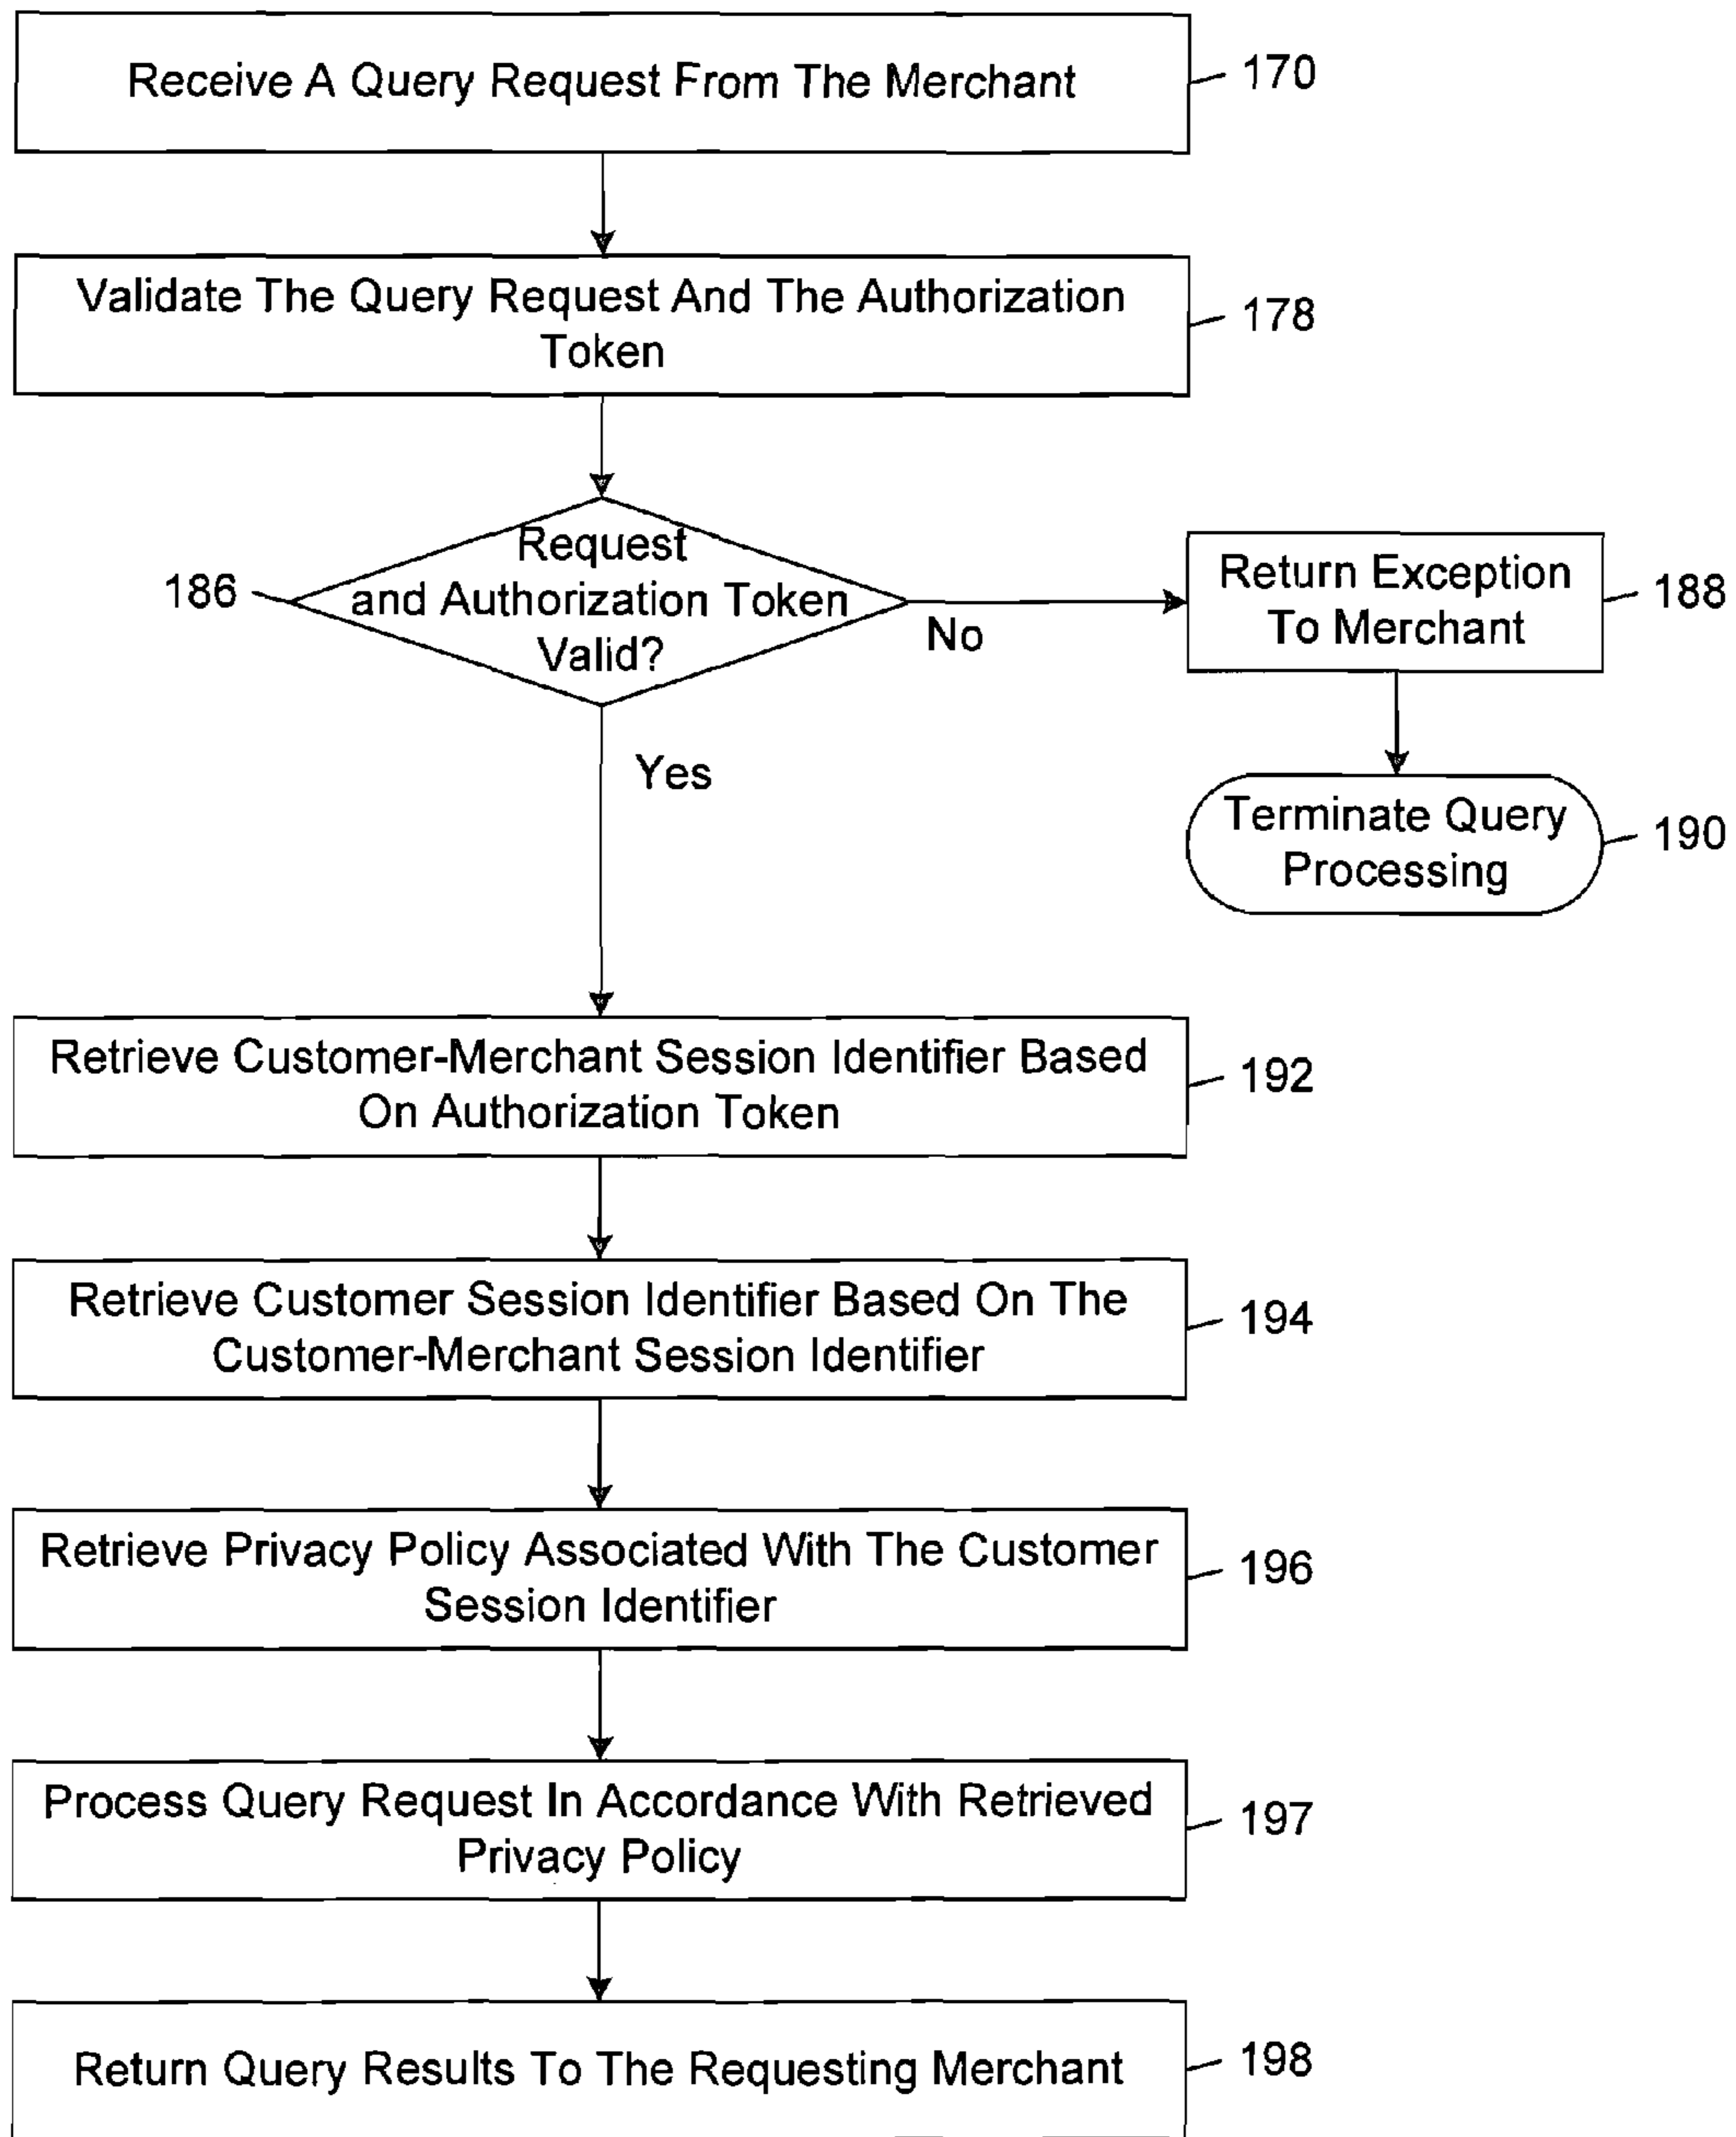 Receive A Query Request From The Merchant
170
Validate The Query Request And The Authorization
Token
178
Request
and Authorization Token
Valid?
186
No
Return Exception
To Merchant
188
Yes
Terminate Query
Processing
190
Retrieve Customer-Merchant Session Identifier Based
On Authorization Token
192
Retrieve Customer Session Identifier Based On The
Customer-Merchant Session Identifier
194
Retrieve Privacy Policy Associated With The Customer
Session Identifier
196
Process Query Request In Accordance With Retrieved
Privacy Policy
197
Return Query Results To The Requesting Merchant
198